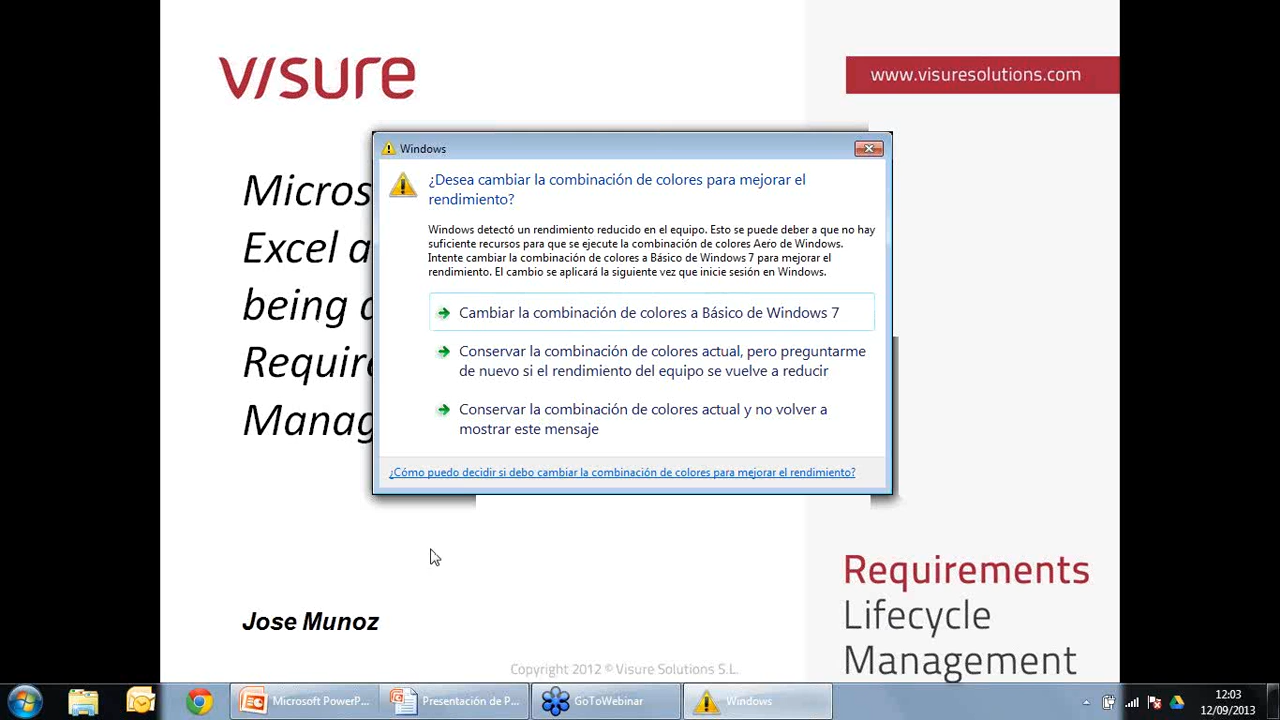 visure
www.visuresolutions.com
Micros
Excel a
being
Require
Manag
Windows
¿Desea cambiar la combinación de colores para mejorar el
rendimiento?
Windows detectó un rendimiento reducido en el equipo. Esto se puede deber a que no hay
suficiente recursos para que se ejecute la combinación de colores Aero de Windows.
Intente cambiar la combinación de colores a Básico de Windows 7 para mejorar el
rendimiento. El cambio se aplicará la siguiente vez que inicie sesión en Windows.
Cambiar la combinación de colores a Básico de Windows 7
Conservar la combinación de colores actual, pero preguntarme
de nuevo si el rendimiento del equipo se vuelve a reducir
Conservar la combinación de colores actual y no volver a
mostrar este mensaje
¿Cómo puedo decidir si debo cambiar la combinación de colores para mejorar el rendimiento?
Jose Munoz
Requirements
Lifecycle
Management
Copyright 2012 © Visure Solutions S.L.
Microsoft PowerP...
Presentación de P...
GoToWebinar
Windows
12:03
12/09/2013